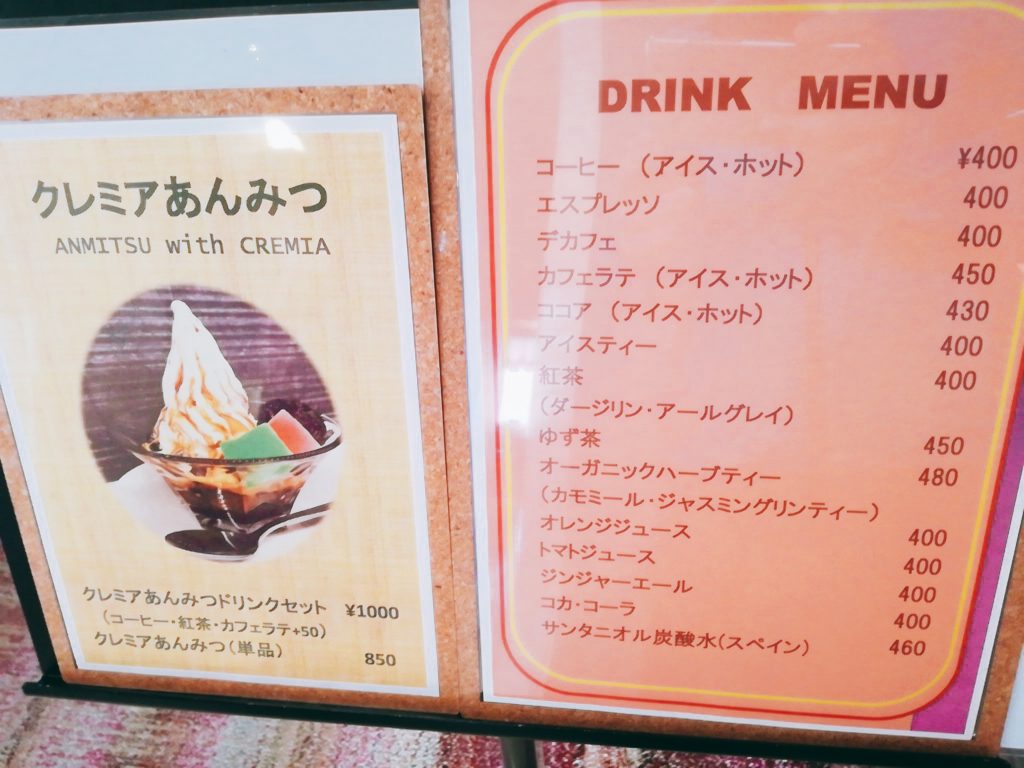 クレミアあんみつ
ANMITSU with CREMIA
クレミアあんみつドリンクセット ¥1000
(コーヒー・紅茶・カフェラテ+50)
クレミアあんみつ(単品) 850
DRINK MENU
コーヒー (アイス・ホット) ¥400
エスプレッソ 400
デカフェ 400
カフェラテ (アイス・ホット) 450
ココア (アイス・ホット) 430
アイスティー 400
紅茶 400
(ダージリン・アールグレイ)
ゆず茶 450
オーガニックハーブティー 480
(カモミール・ジャスミングリンティー)
オレンジジュース 400
トマトジュース 400
ジンジャーエール 400
コカ・コーラ 400
サンタニオル炭酸水(スペイン) 460